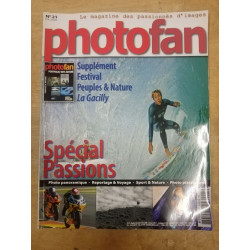 N°21
Le magazine des passionnés d'images
photofan
photofan
Supplément
Festival
Peuples & Nature
La Gacilly
Spécial
Passions
Photo panoramique • Reportage & Voyage • Sport & Nature • Photo